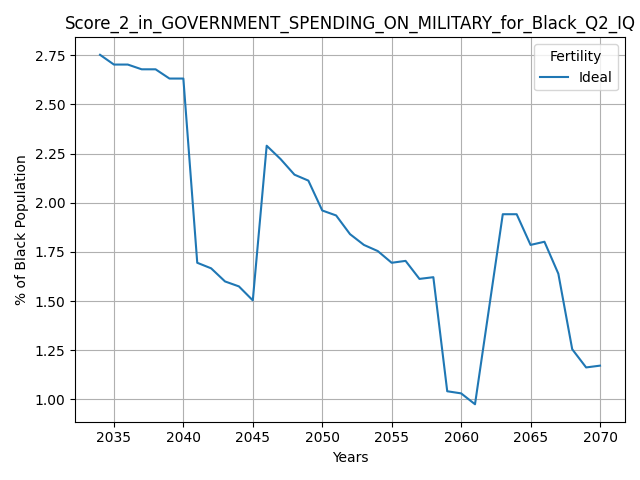 Score_2_in_GOVERNMENT_SPENDING_ON_MILITARY_for_Black_Q2_IQ
Fertility
Ideal
% of Black Population
2.75
2.50
2.25
2.00
1.75
1.50
1.25
1.00
2035 2040 2045 2050 2055 2060 2065 2070
Years